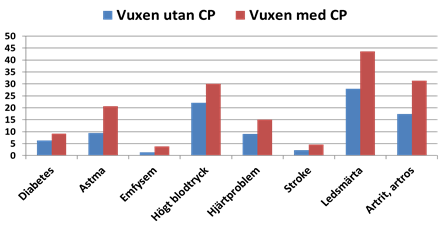 Vuxen utan CP Vuxen med CP
50
45
40
35
30
25
20
15
10
5
0
Diabetes
Astma
Emfysem
Högt blodtryck
Hjärtproblem
Stroke
Ledsmärta
Artrit, artros